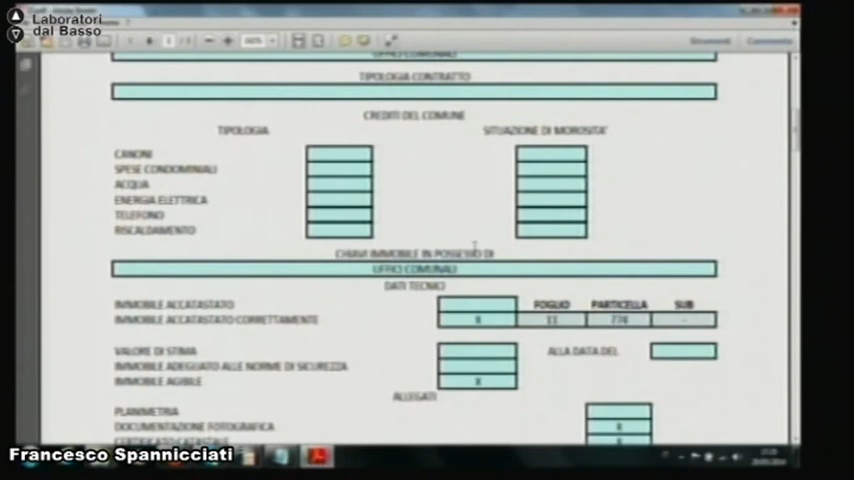 Laboratori
dal Basso
UFFICI COMUNALI
TIPOLOGIA CONTRATTO
CREDITI DEL COMUNE
TIPOLOGIA SITUAZIONE DI MOROSITA'
CANONI
SPESE CONDOMINIALI
ACQUA
ENERGIA ELETTRICA
TELEFONO
RISCALDAMENTO
CHIAVI IMMOBILE IN POSSESSO DI
UFFICI COMUNALI
DATI TECNICI
IMMOBILE ACCATASTATO FOGLIO PARTICELLA SUB
IMMOBILE ACCATASTATO CORRETTAMENTE X 11 774 -
VALORE DI STIMA ALLA DATA DEL
IMMOBILE ADEGUATO ALLE NORME DI SICUREZZA
IMMOBILE AGIBILE X
ALLEGATI
PLANIMETRIA
DOCUMENTAZIONE FOTOGRAFICA X
CERTIFICATO CATASTALE X
Francesco Spannicciati